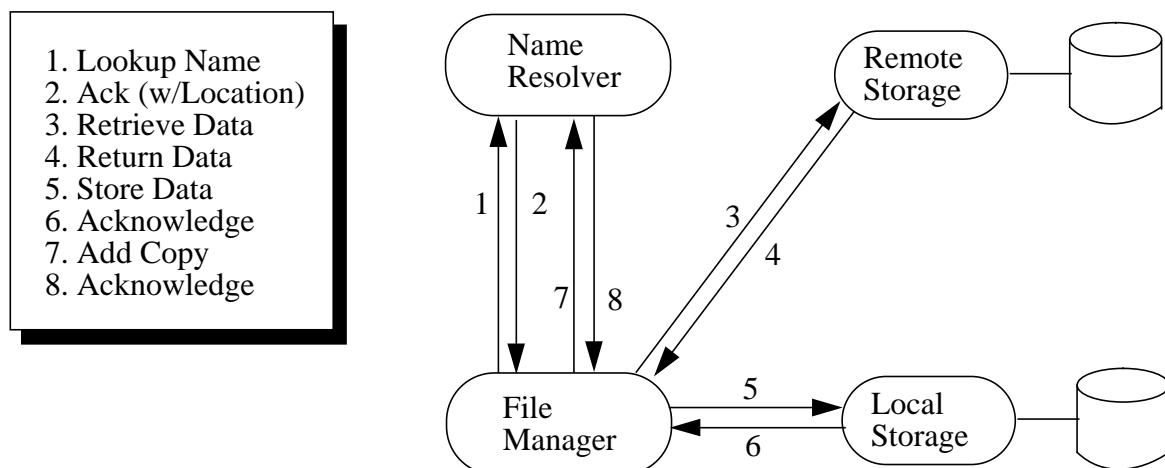 1. Lookup Name
2. Ack (w/Location)
3. Retrieve Data
4. Return Data
5. Store Data
6. Acknowledge
7. Add Copy
8. Acknowledge
Name
Resolver
Remote
Storage
1
2
7
8
3
4
File
Manager
5
6
Local
Storage